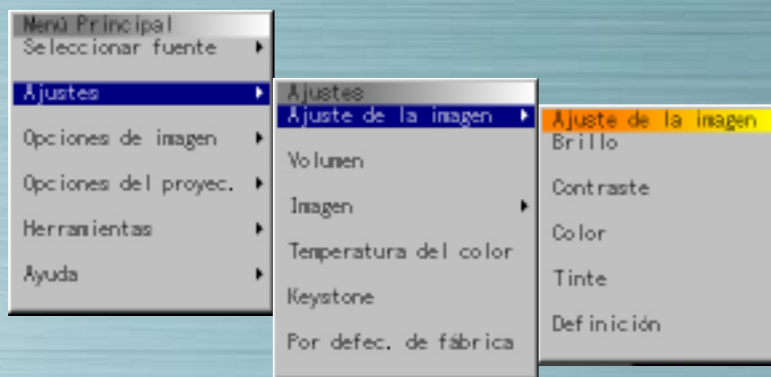 Menú Principal
Seleccionar fuente
Ajustes
Opciones de imagen
Opciones del proyec.
Herramientas
Ayuda
Ajustes
Ajuste de la imagen
Volumen
Imagen
Temperatura del color
Keystone
Por defec. de fábrica
Ajuste de la imagen
Brillo
Contraste
Color
Tinte
Definición